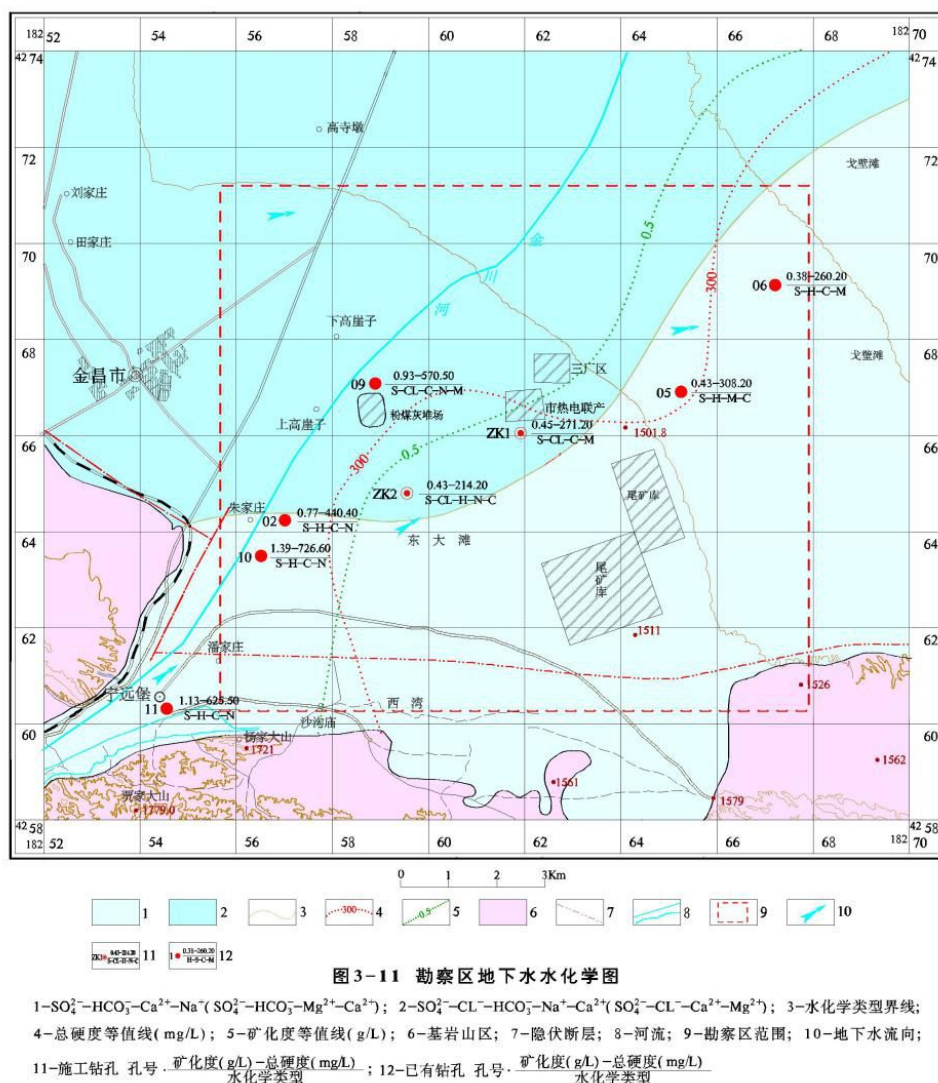 182 52 54 56 58 60 62 64 66 68 182 70
42 74 42 74
高寺墩
72 72
戈壁滩
刘家庄
田家庄
70 70
金
川
河
0.5
300
06 0.38-260.20
S-H-C-M
下高崖子
68 68
戈壁滩
三厂区
金昌市
09 0.93-570.50
S-CL-C-N-M
05 0.43-308.20
S-H-M-C
粉煤灰堆场
市热电联产
上高崖子
ZK1 0.45-271.20
S-CL-C-M
1501.8
66 66
0.5
300
ZK2 0.43-214.20
S-CL-H-N-C
尾矿库
朱家庄
02 0.77-440.40
S-H-C-N
64 64
东大滩
10 1.39-726.60
S-H-C-N
尾矿库
62 62
1511
潘家庄
宁远堡
1526
11 1.13-625.50
S-H-C-N
西湾
沙沟庙
60 60
杨家大山
1721
1562
1561
贾家大山
1779.0
1579
42 58 42 58
182 52 54 56 58 60 62 64 66 68 182 70
0 1 2 3Km
1 2 3 300 4 0.5 5 6 7 8 9 10
ZK1 0.43-214.20 11 1 0.38-260.20 12
S-CL-H-N-C H-S-C-M
图3-11 勘察区地下水水化学图
1-SO₄²⁻-HCO₃⁻-Ca²⁺-Na⁺(SO₄²⁻-HCO₃⁻-Mg²⁺-Ca²⁺); 2-SO₄²⁻-CL⁻-HCO₃⁻-Na⁺-Ca²⁺(SO₄²⁻-CL⁻-Ca²⁺-Mg²⁺); 3-水化学类型界线;
4-总硬度等值线(mg/L); 5-矿化度等值线(g/L); 6-基岩山区; 7-隐伏断层; 8-河流; 9-勘察区范围; 10-地下水流向;
11-施工钻孔 孔号·矿化度(g/L)-总硬度(mg/L) ; 12-已有钻孔 孔号·矿化度(g/L)-总硬度(mg/L)
水化学类型 水化学类型